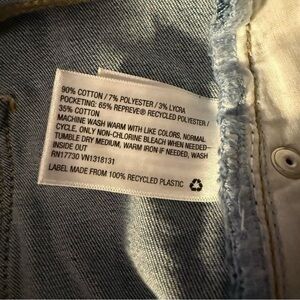 90% COTTON / 7% POLYESTER / 3% LYCRA
POCKETING: 65% REPREVE® RECYCLED POLYESTER /
35% COTTON
MACHINE WASH WARM WITH LIKE COLORS, NORMAL
CYCLE, ONLY NON-CHLORINE BLEACH WHEN NEEDED—
TUMBLE DRY MEDIUM, WARM IRON IF NEEDED, WASH
INSIDE OUT
RN17730 VN1318131
LABEL MADE FROM 100% RECYCLED PLASTIC